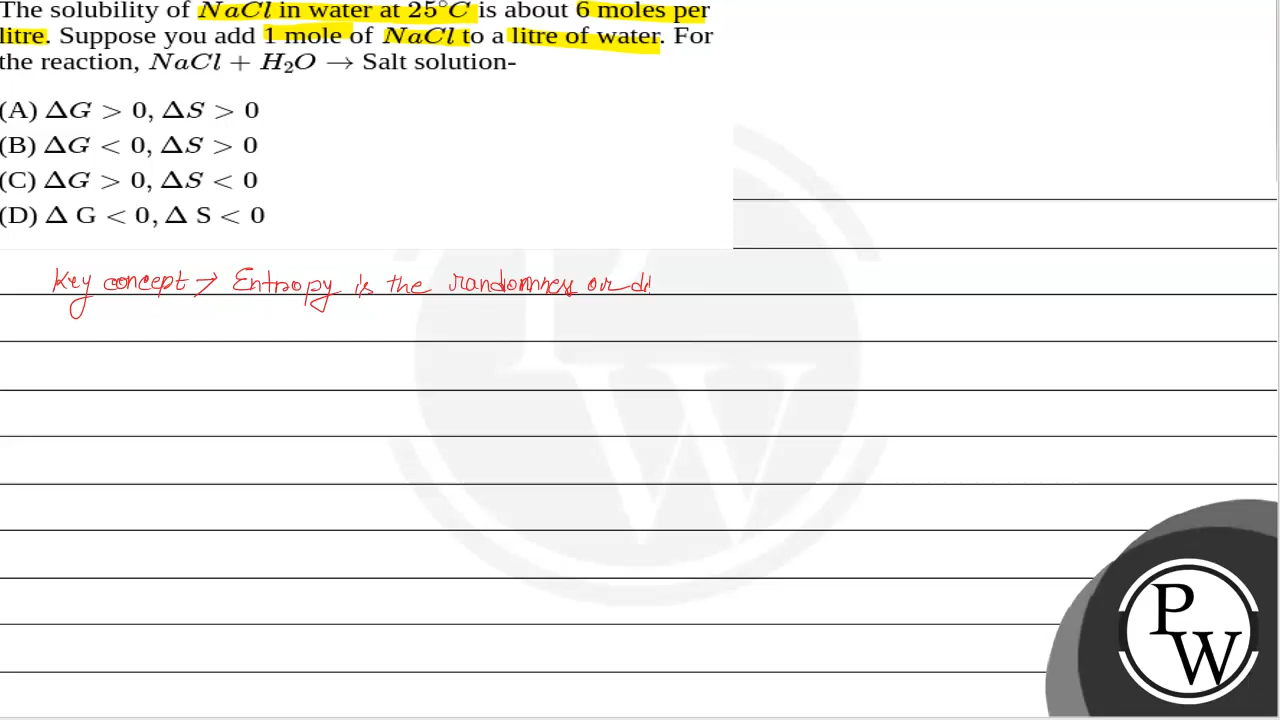 The solubility of NaCl in water at 25°C is about 6 moles per
litre. Suppose you add 1 mole of NaCl to a litre of water. For
the reaction, NaCl + H₂O → Salt solution-
(A) ΔG > 0, ΔS > 0
(B) ΔG < 0, ΔS > 0
(C) ΔG > 0, ΔS < 0
(D) Δ G < 0, Δ S < 0
Key concept → Entropy is the randomness or di
PW
PW